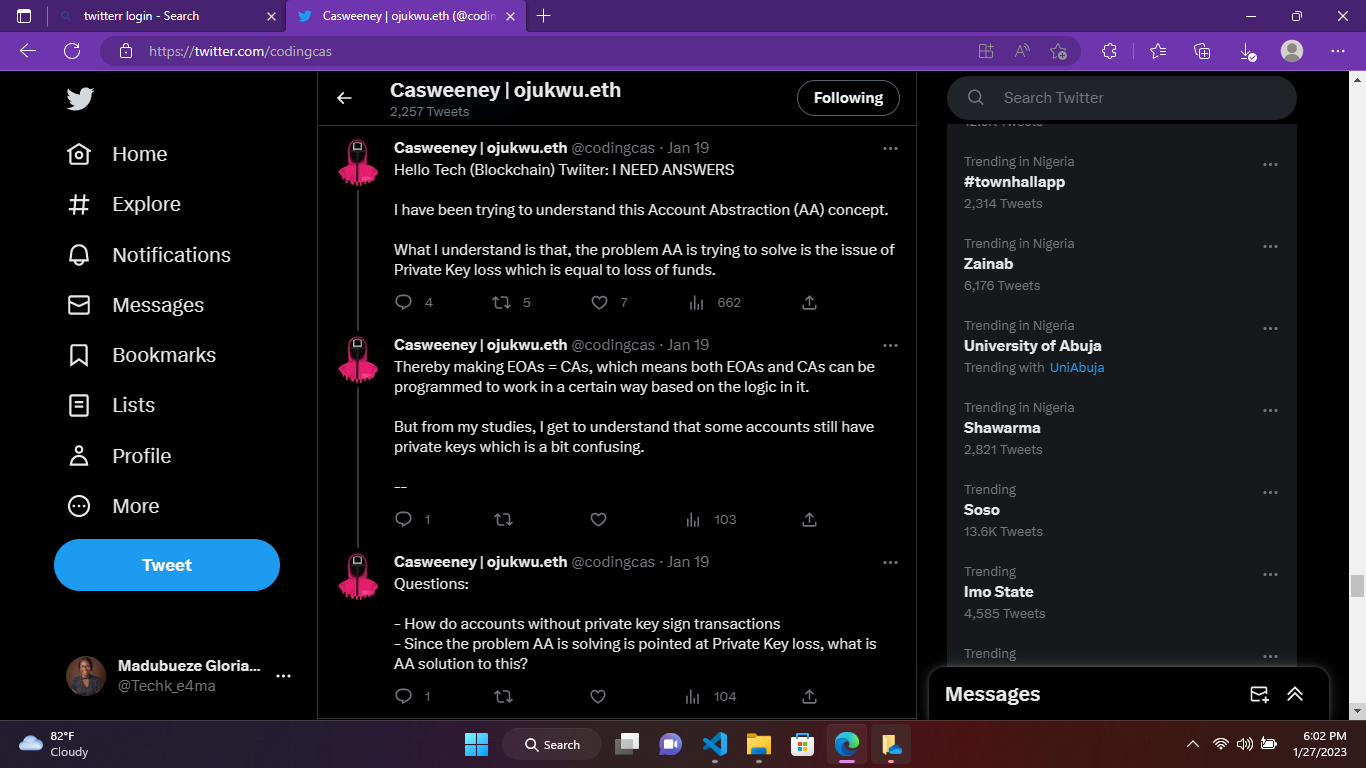 twitterr login - Search
Casweeney | ojukwu.eth (@codin
https://twitter.com/codingcas
Home
Explore
Notifications
Messages
Bookmarks
Lists
Profile
More
Tweet
Madubueze Gloria...
@Techk_e4ma
Casweeney | ojukwu.eth
2,257 Tweets
Following
Casweeney | ojukwu.eth @codingcas · Jan 19
Hello Tech (Blockchain) Twiiter: I NEED ANSWERS
I have been trying to understand this Account Abstraction (AA) concept.
What I understand is that, the problem AA is trying to solve is the issue of
Private Key loss which is equal to loss of funds.
4 5 7 662
Casweeney | ojukwu.eth @codingcas · Jan 19
Thereby making EOAs = CAs, which means both EOAs and CAs can be
programmed to work in a certain way based on the logic in it.
But from my studies, I get to understand that some accounts still have
private keys which is a bit confusing.
--
1 103
Casweeney | ojukwu.eth @codingcas · Jan 19
Questions:
- How do accounts without private key sign transactions
- Since the problem AA is solving is pointed at Private Key loss, what is
AA solution to this?
1 104
Search Twitter
Trending in Nigeria
#townhallapp
2,314 Tweets
Trending in Nigeria
Zainab
6,176 Tweets
Trending in Nigeria
University of Abuja
Trending with UniAbuja
Trending in Nigeria
Shawarma
2,821 Tweets
Trending
Soso
13.6K Tweets
Trending
Imo State
4,585 Tweets
Trending
Messages
82°F
Cloudy
Search
6:02 PM
1/27/2023